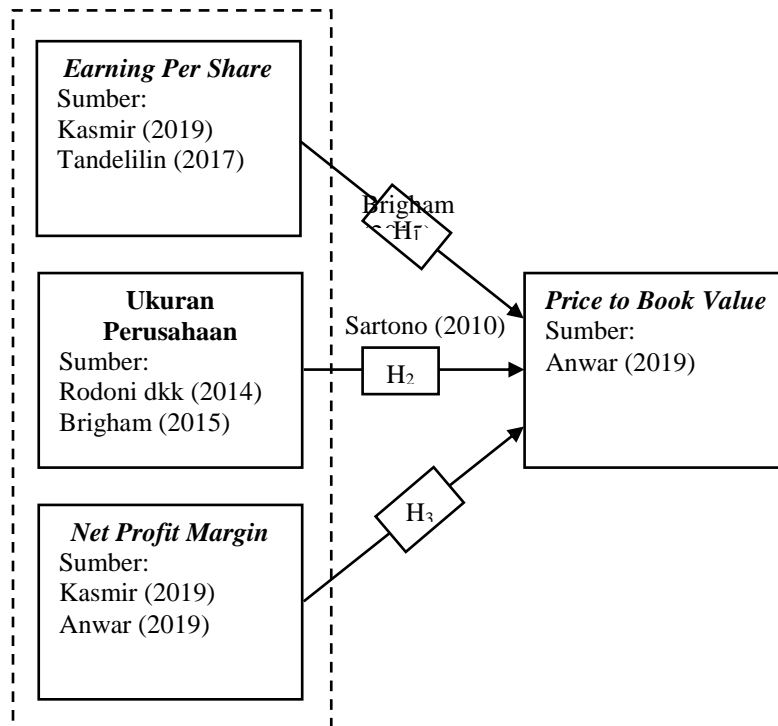 Earning Per Share
Sumber:
Kasmir (2019)
Tandelilin (2017)
Brigham
H1
Ukuran
Perusahaan
Sumber:
Rodoni dkk (2014)
Brigham (2015)
Sartono (2010)
H2
Price to Book Value
Sumber:
Anwar (2019)
Net Profit Margin
Sumber:
Kasmir (2019)
Anwar (2019)
H3